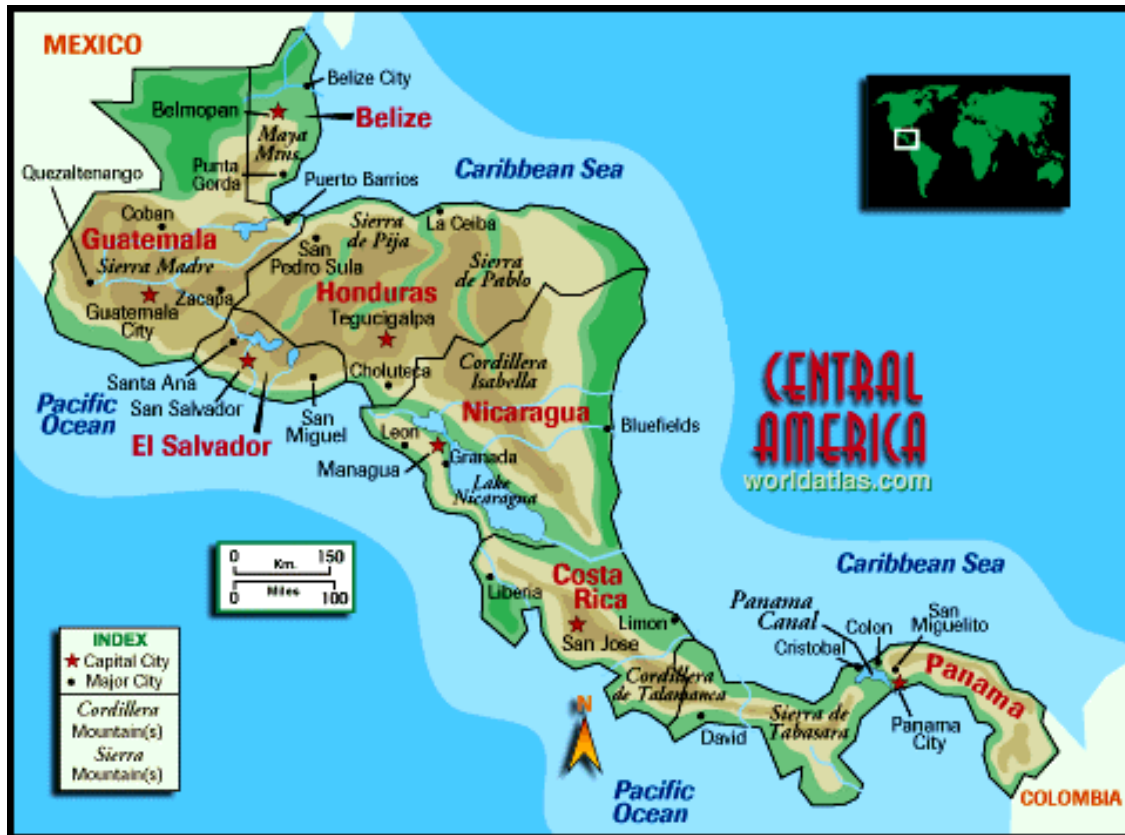 MEXICO
Belize City
Belmopan
Belize
Maya
Mtns.
Punta
Gorda
Caribbean Sea
Quezaltenango
Puerto Barrios
Coban
Guatemala
Sierra Madre
Zacapa
Guatemala
City
La Ceiba
Sierra
de Pija
San
Pedro Sula
Sierra
de Pablo
Honduras
Tegucigalpa
Choluteca
Santa Ana
San Salvador
El Salvador
San
Miguel
Pacific
Ocean
Cordillera
Isabella
Nicaragua
Bluefields
Leon
Managua
Granada
Lake
Nicaragua
CENTRAL
AMERICA
worldatlas.com
0 150
Km.
Miles
0 100
Costa
Rica
Liberia
Limon
San Jose
Caribbean Sea
Panama
Canal
San
Miguelito
Colon
Cristobal
Panama
Panama
City
Cordillera
de Talamanca
Sierra de
Tabasara
David
N
Pacific
Ocean
COLOMBIA
INDEX
Capital City
Major City
Cordillera
Mountain(s)
Sierra
Mountain(s)